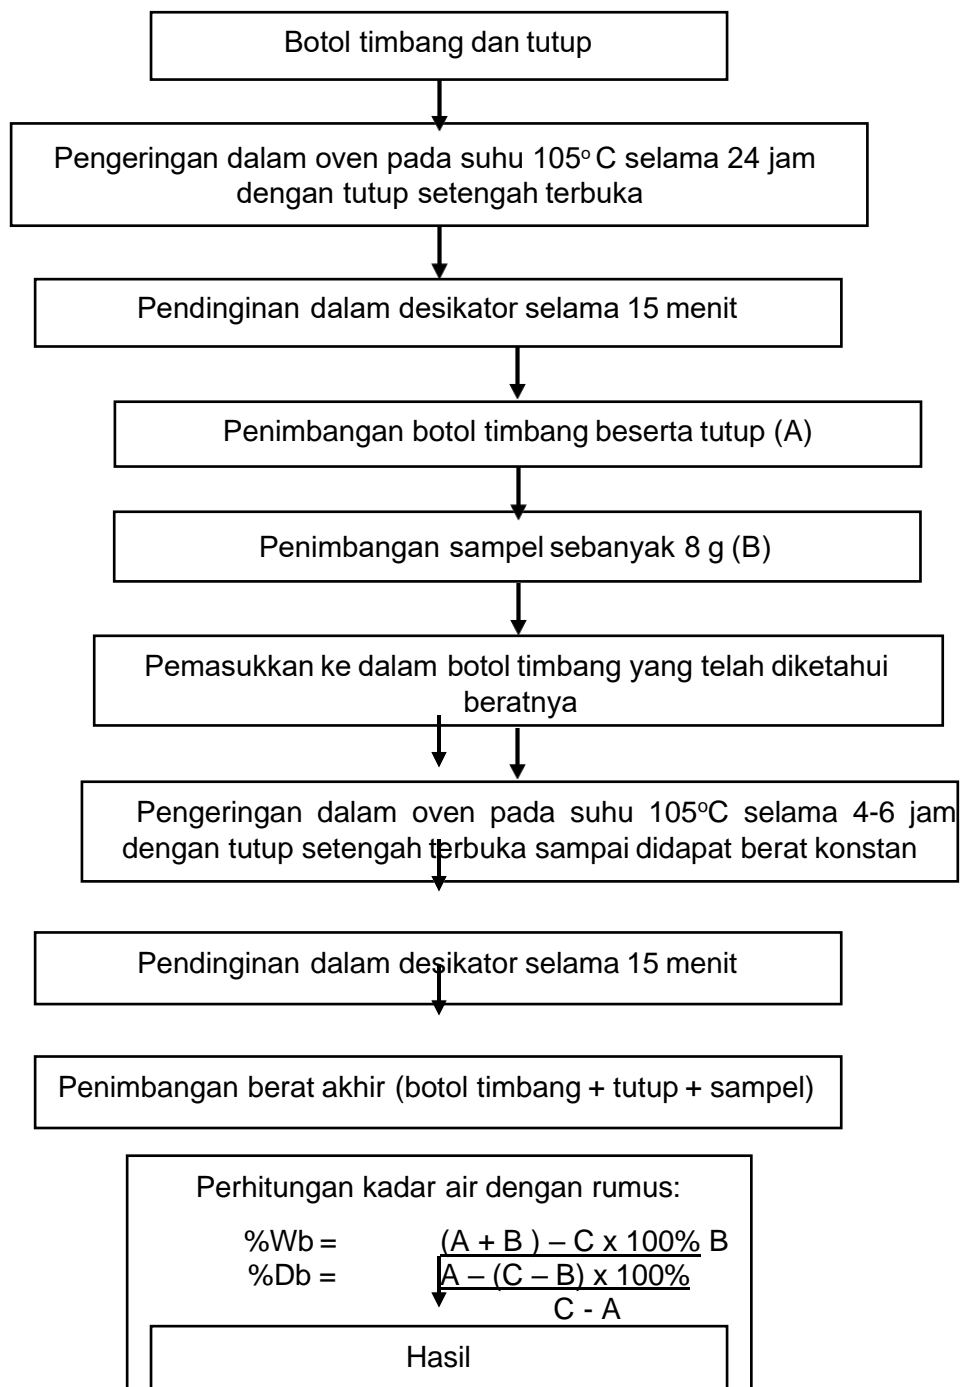 Botol timbang dan tutup
Pengeringan dalam oven pada suhu 105° C selama 24 jam
dengan tutup setengah terbuka
Pendinginan dalam desikator selama 15 menit
Penimbangan botol timbang beserta tutup (A)
Penimbangan sampel sebanyak 8 g (B)
Pemasukkan ke dalam botol timbang yang telah diketahui
beratnya
Pengeringan dalam oven pada suhu 105°C selama 4-6 jam
dengan tutup setengah terbuka sampai didapat berat konstan
Pendinginan dalam desikator selama 15 menit
Penimbangan berat akhir (botol timbang + tutup + sampel)
Perhitungan kadar air dengan rumus:
%Wb = (A + B ) – C x 100% B
%Db = A – (C – B) x 100%
C - A
Hasil